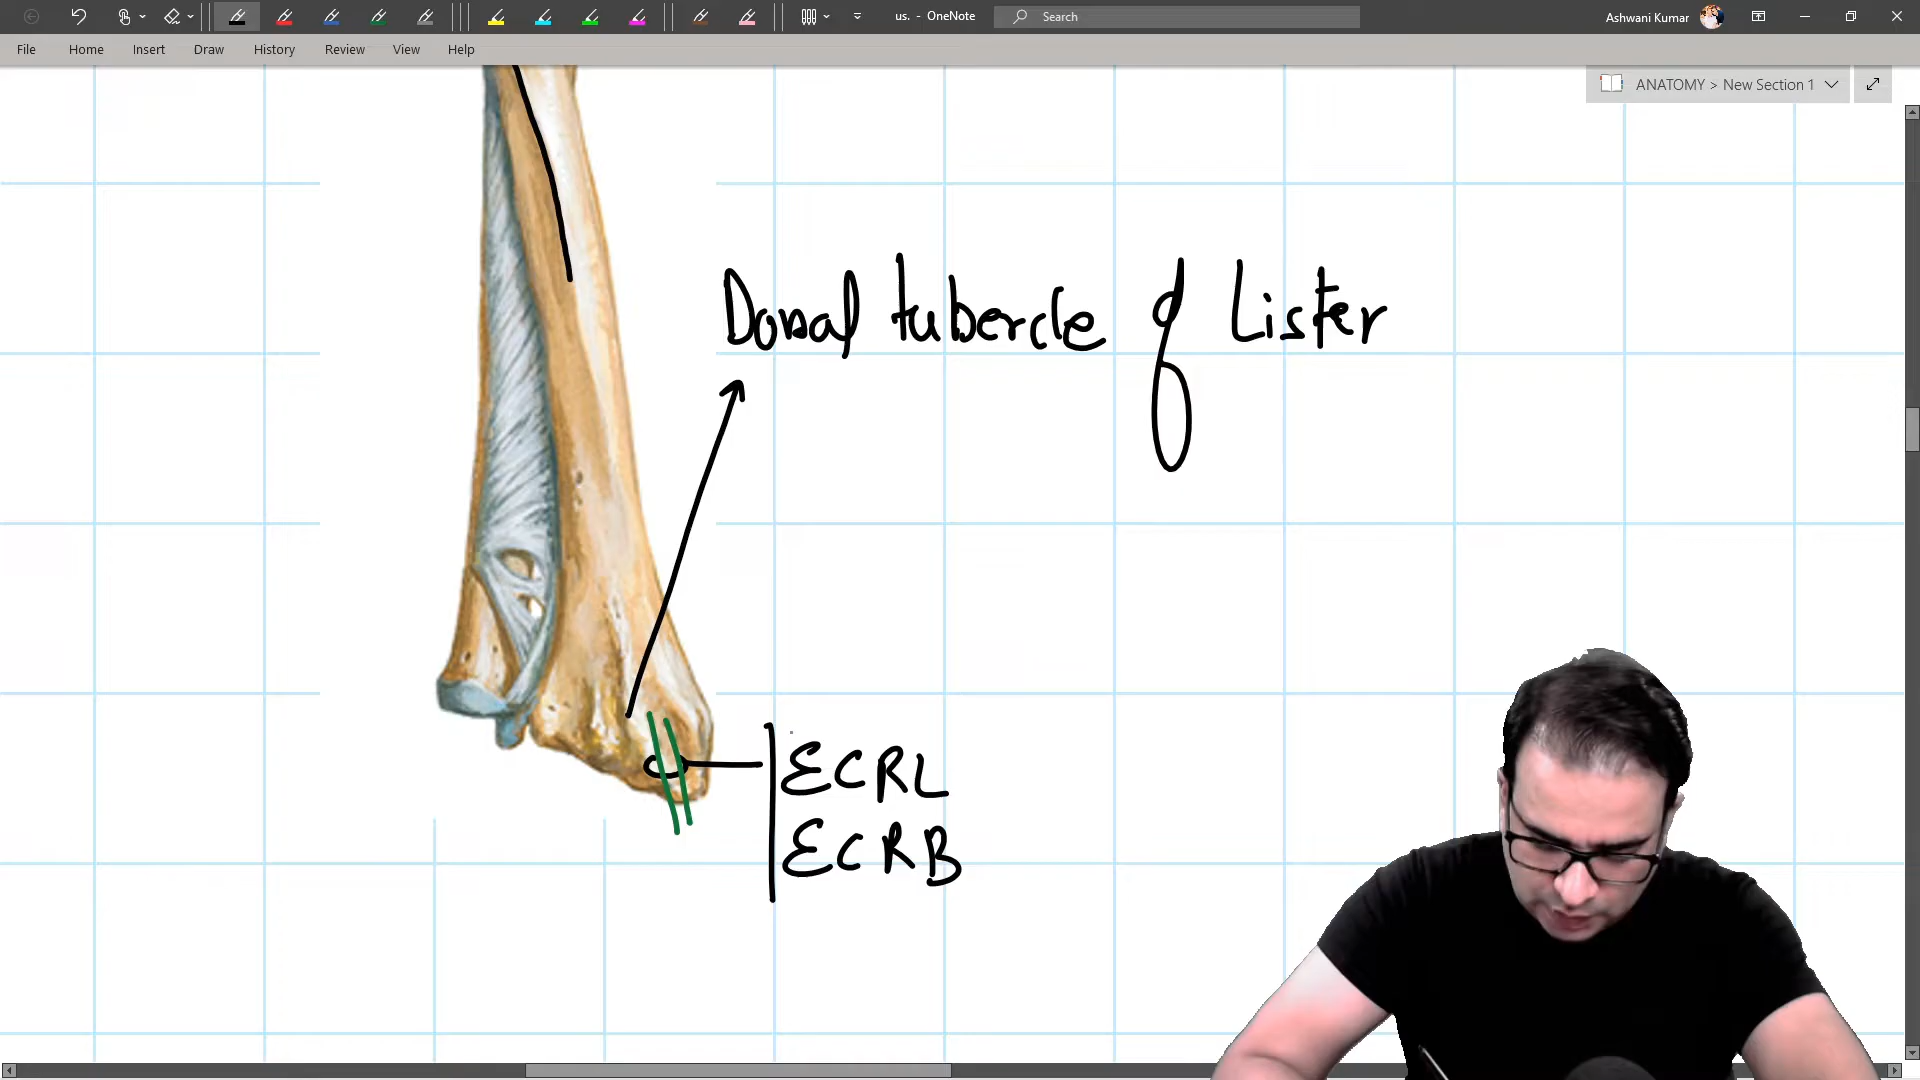 us. - OneNote
Search
Ashwani Kumar
File Home Insert Draw History Review View Help
ANATOMY > New Section 1
Dorsal tubercle of Lister
ECRL
ECRB